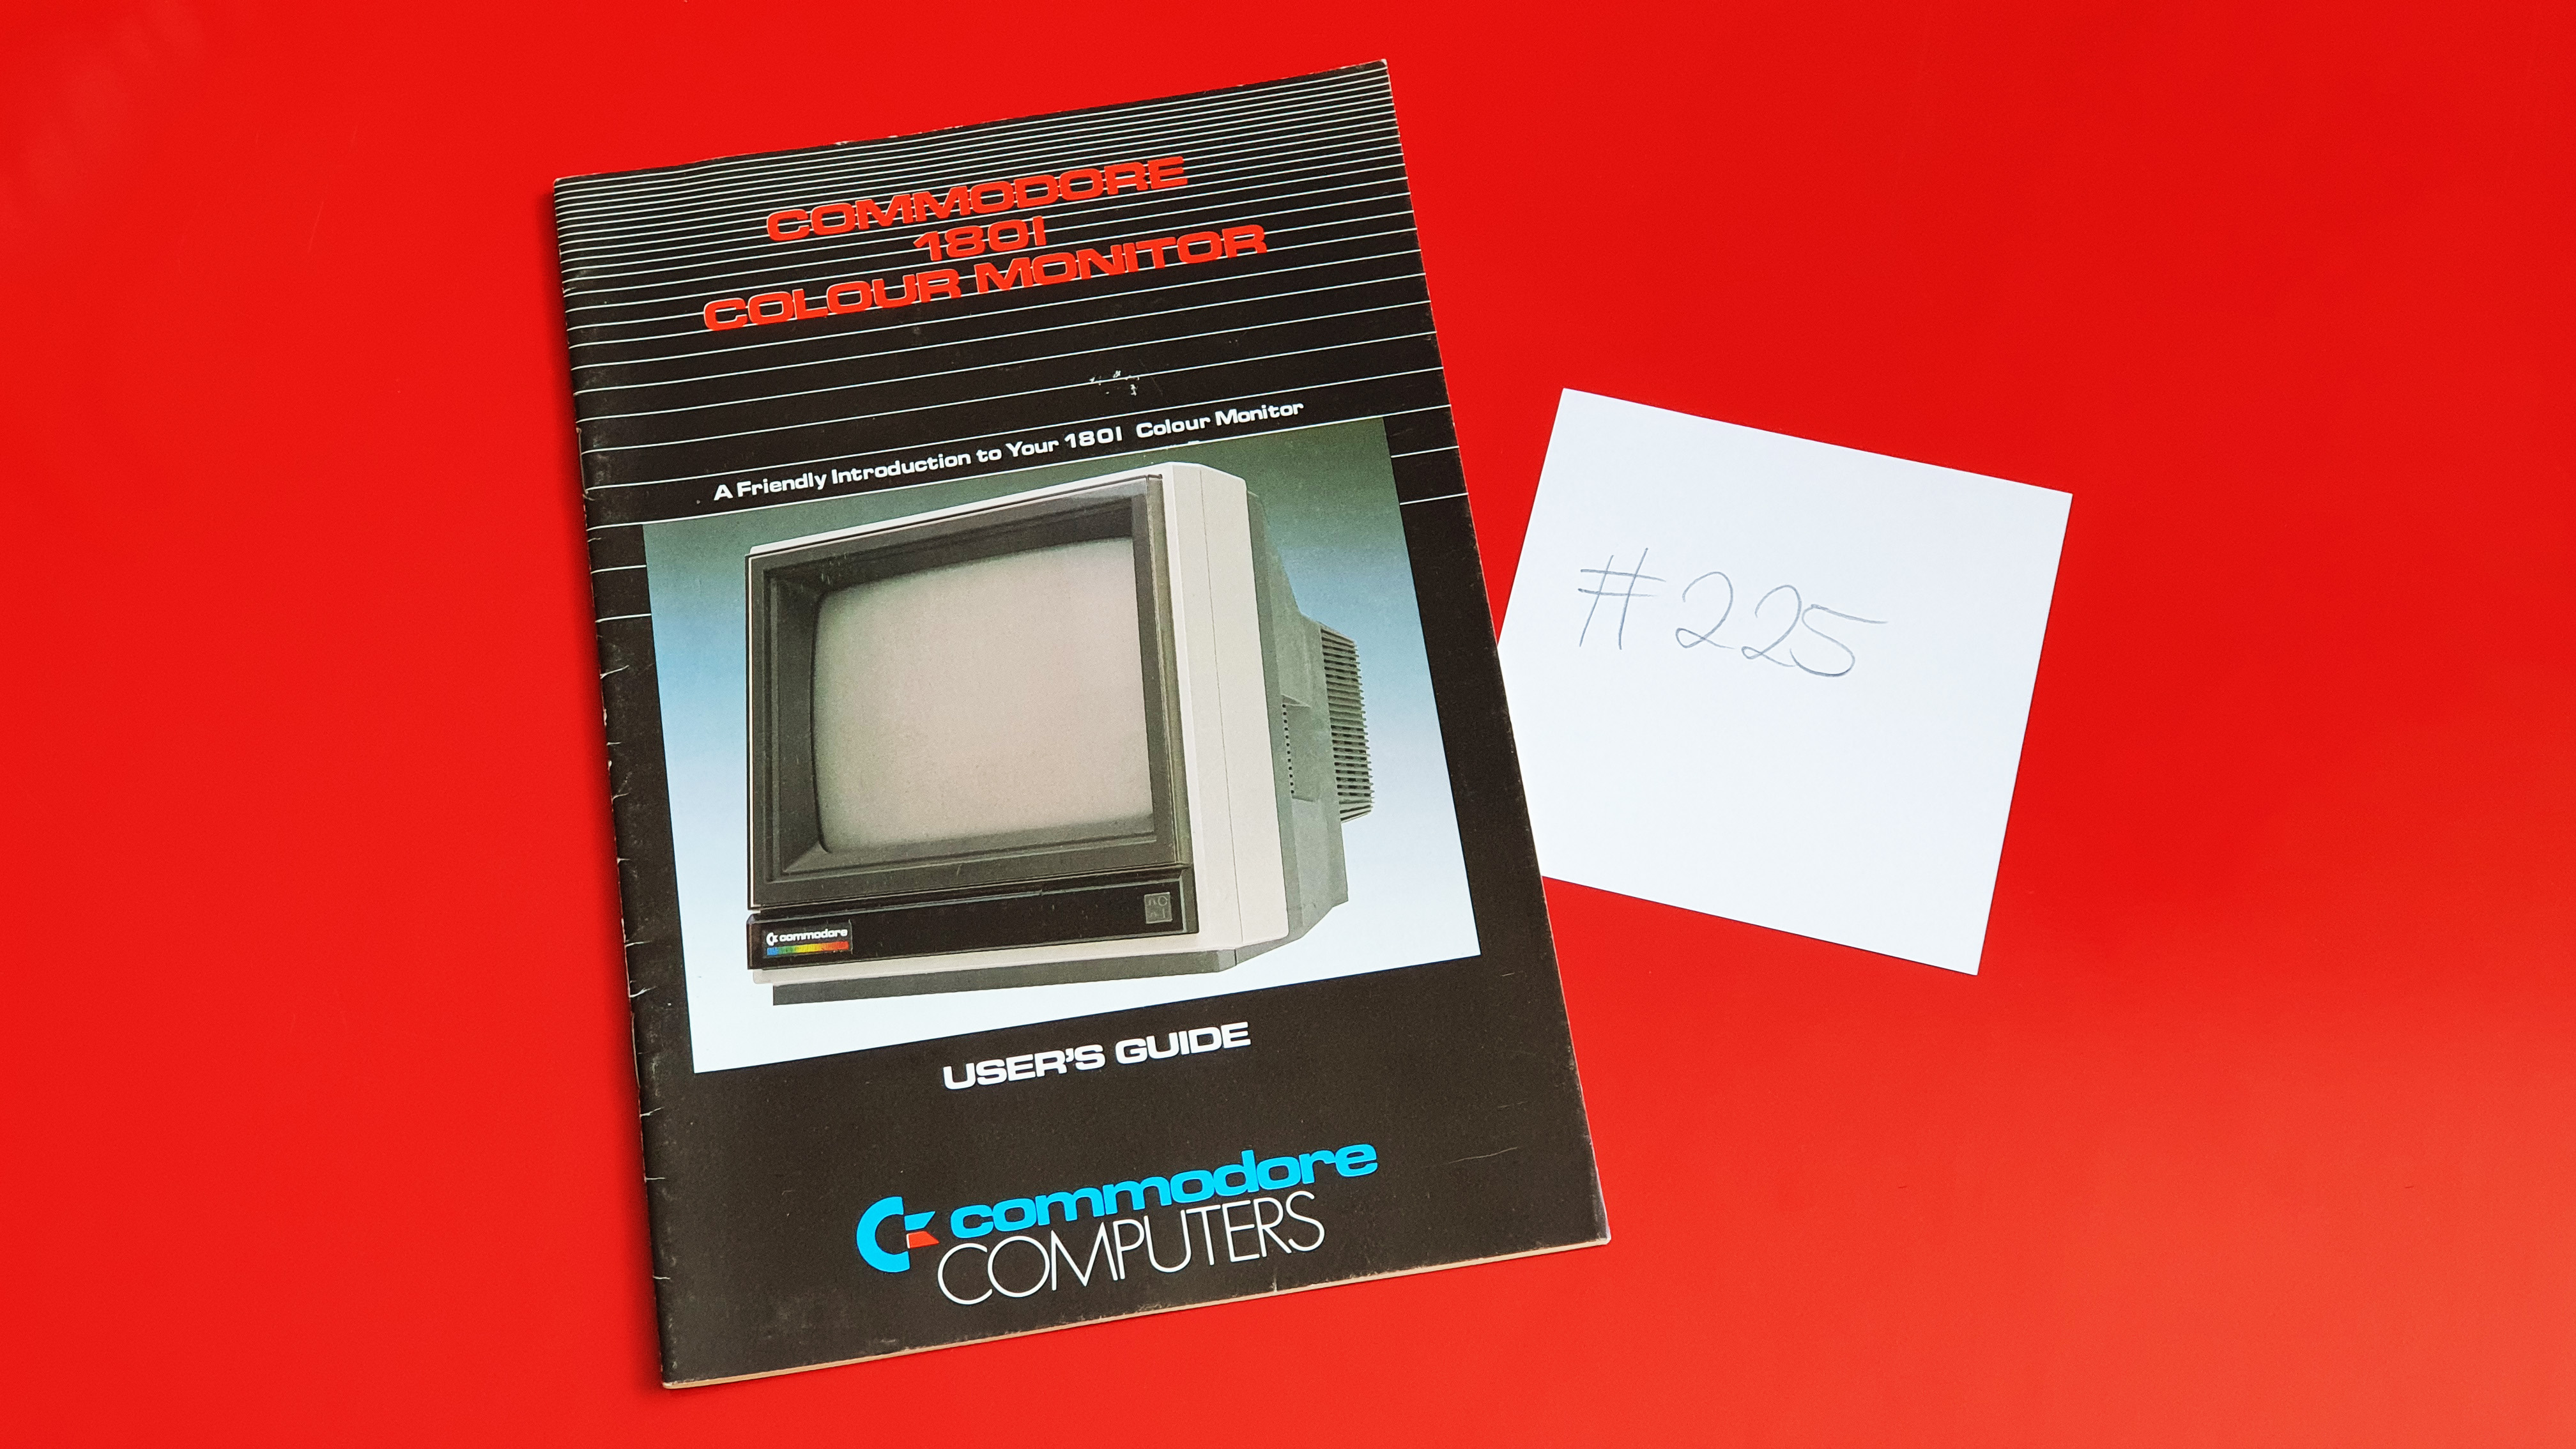 COMMODORE
1801
COLOUR MONITOR
A Friendly Introduction to Your 1801 Colour Monitor
commodore
USER'S GUIDE
commodore
COMPUTERS
#225